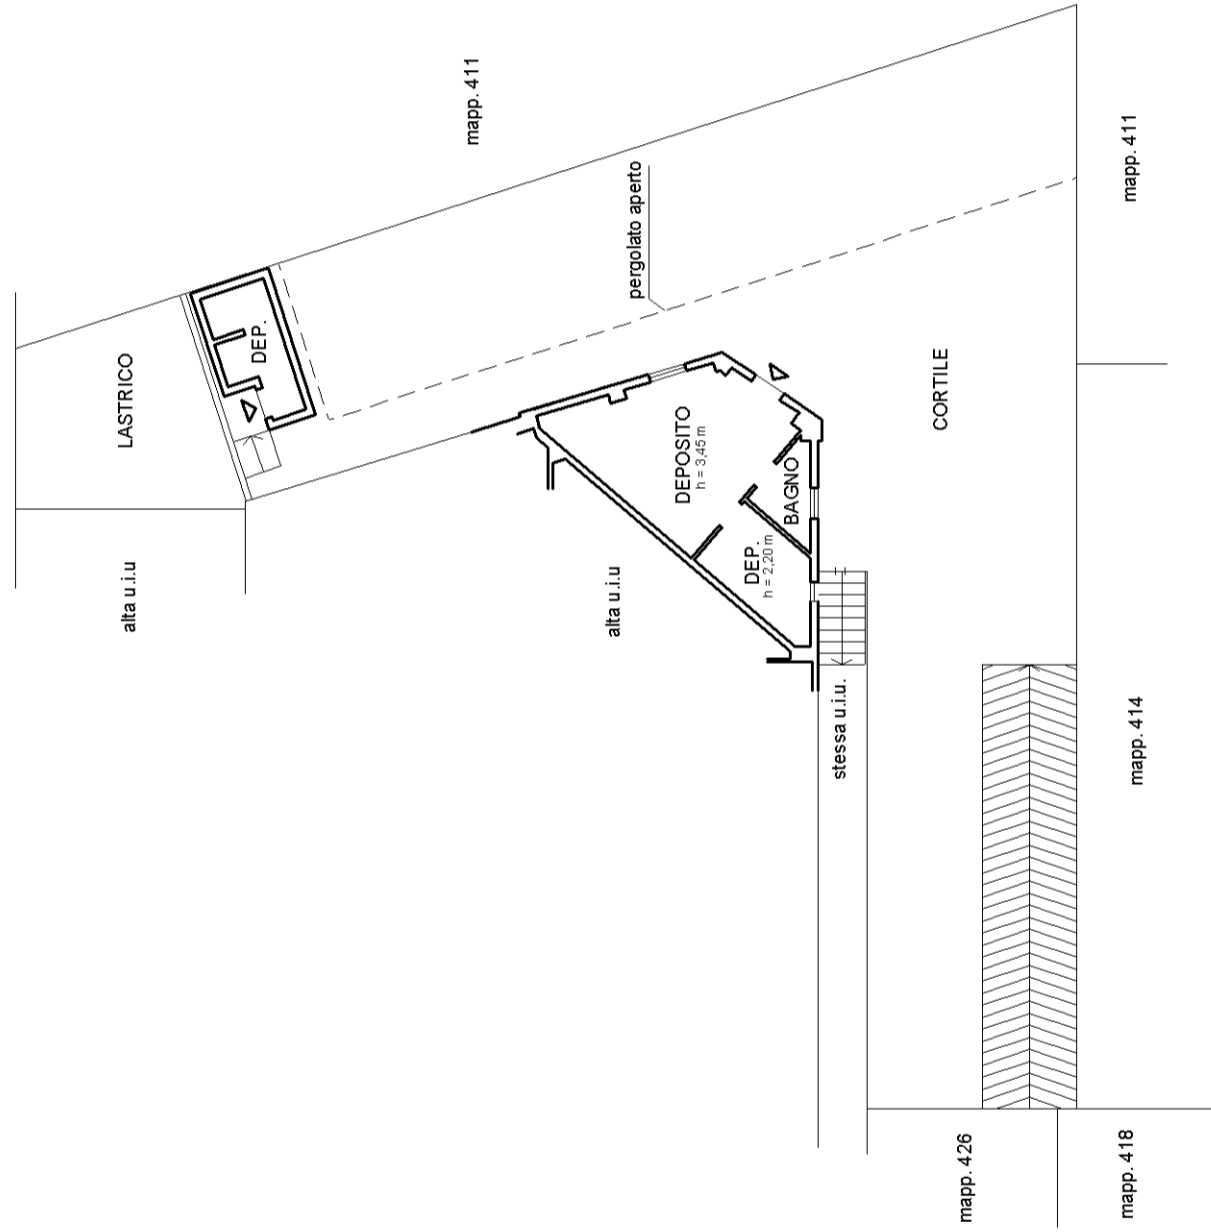 mapp. 411
LASTRICO
DEP.
alta u.i.u
pergolato aperto
mapp. 411
CORTILE
DEPOSITO
h = 3,45 m
BAGNO
DEP.
h = 2,20 m
alta u.i.u
stessa u.i.u.
mapp. 414
mapp. 426
mapp. 418